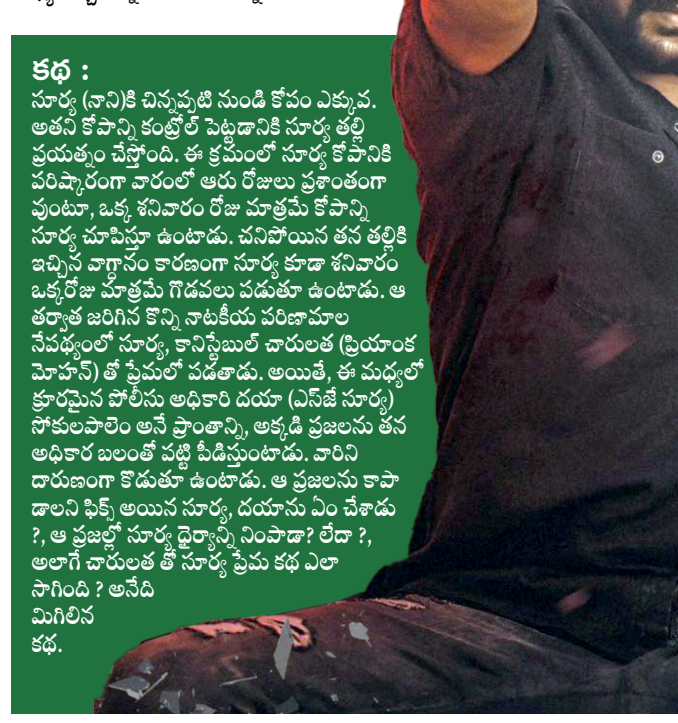 కథ :
సూర్య (నాని)కి చిన్నప్పటి నుండి కోపం ఎక్కువ.
అతని కోపాన్ని కంట్రోల్ పెట్టడానికి సూర్య తల్లి
ప్రయత్నం చేస్తోంది. ఈ క్రమంలో సూర్య కోపానికి
పరిష్కారంగా వారంలో ఆరు రోజులు ప్రశాంతంగా
వుంటూ, ఒక్క శనివారం రోజు మాత్రమే కోపాన్ని
సూర్య చూపిస్తూ ఉంటాడు. చనిపోయిన తన తల్లికి
ఇచ్చిన వాగ్దానం కారణంగా సూర్య కూడా శనివారం
ఒక్కరోజు మాత్రమే గొడవలు పడుతూ ఉంటాడు. ఆ
తర్వాత జరిగిన కొన్ని నాటకీయ పరిణామాల
నేపథ్యంలో సూర్య, కానిస్టేబుల్ చారులత (ప్రియాంక
మోహన్) తో ప్రేమలో పడతాడు. అయితే, ఈ మధ్యలో
క్రూరమైన పోలీసు అధికారి దయా (ఎస్‌జే సూర్య)
సోకులపాలెం అనే ప్రాంతాన్ని, అక్కడి ప్రజలను తన
అధికార బలంతో పట్టి పీడిస్తుంటాడు. వారిని
దారుణంగా కొడుతూ ఉంటాడు. ఆ ప్రజలను కాపా
డాలని ఫిక్స్ అయిన సూర్య, దయాను ఏం చేశాడు
?, ఆ ప్రజల్లో సూర్య ధైర్యాన్ని నింపాడా? లేదా ?,
అలాగే చారులత తో సూర్య ప్రేమ కథ ఎలా
సాగింది ? అనేది
మిగిలిన
కథ.